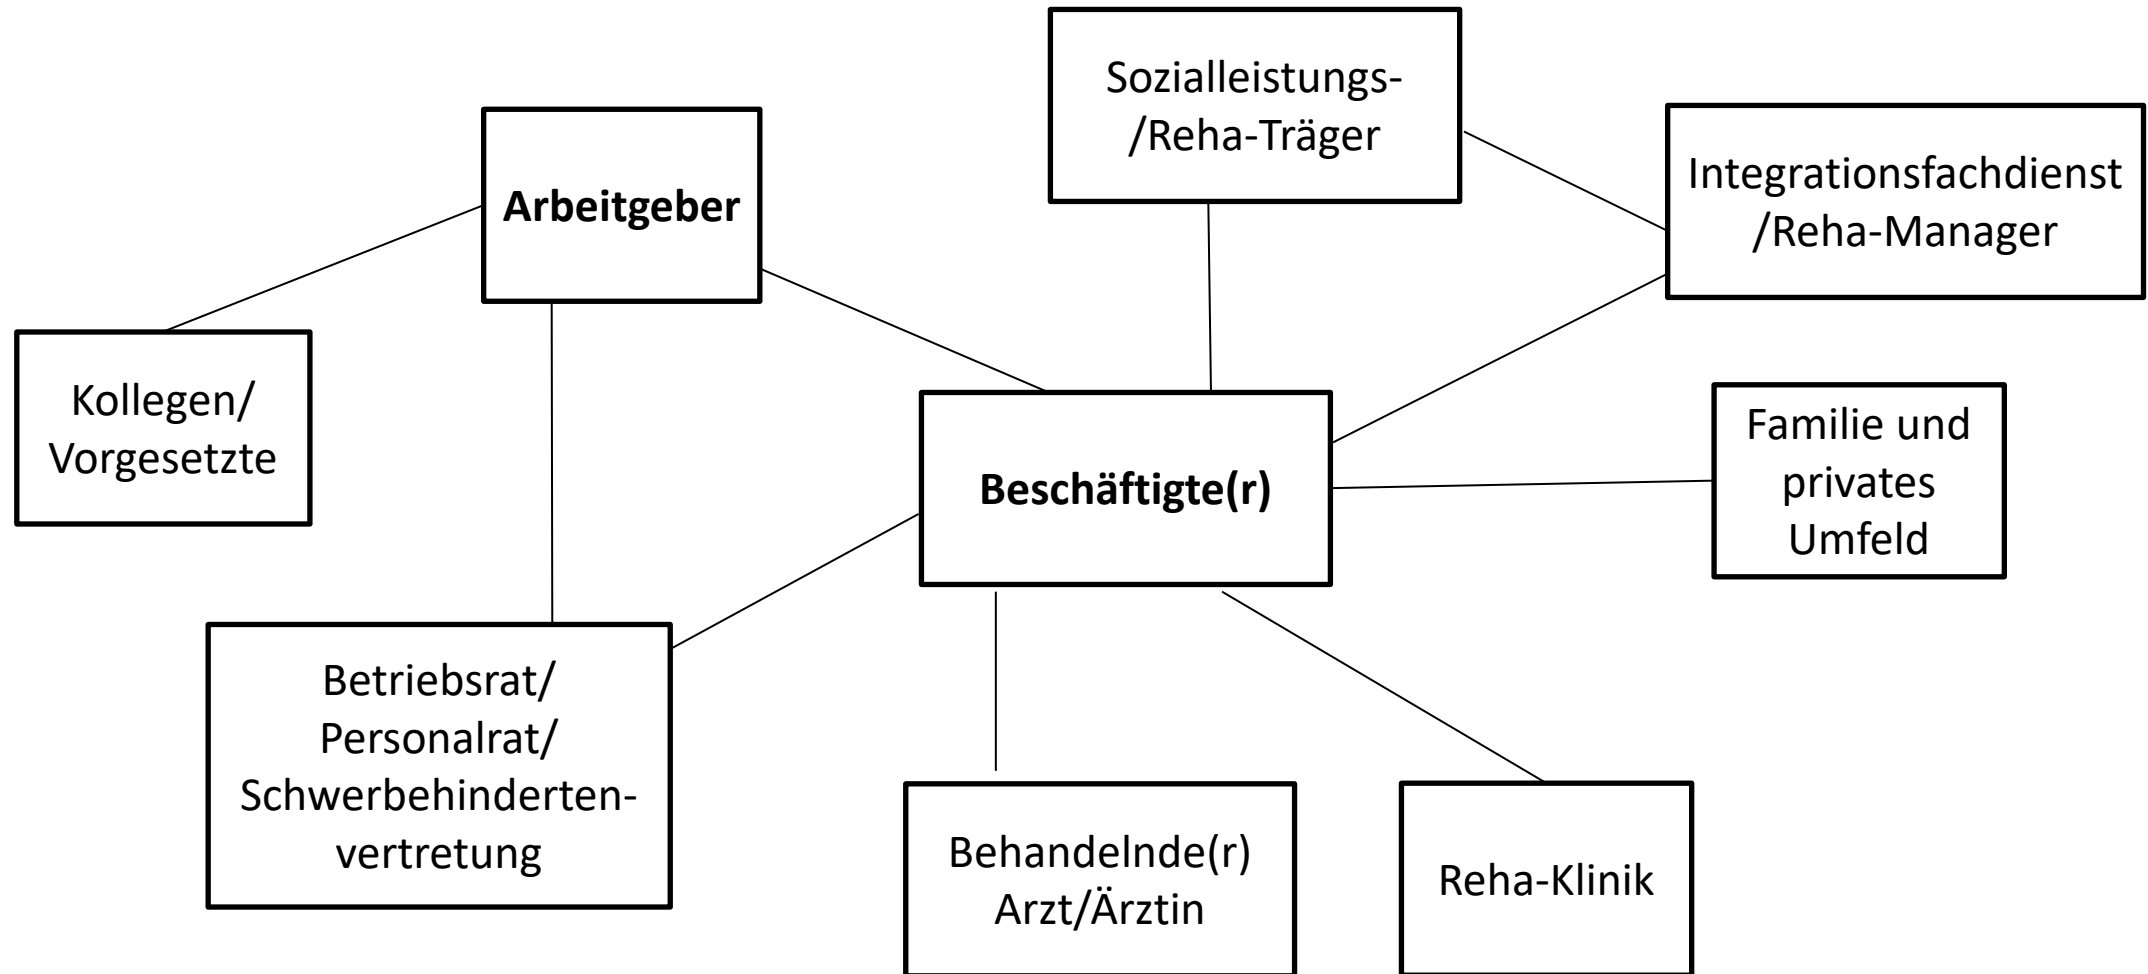 Sozialleistungs-
/Reha-Träger
Arbeitgeber
Integrationsfachdienst
/Reha-Manager
Kollegen/
Vorgesetzte
Beschäftigte(r)
Familie und
privates
Umfeld
Betriebsrat/
Personalrat/
Schwerbehinderten-
vertretung
Behandelnde(r)
Arzt/Ärztin
Reha-Klinik